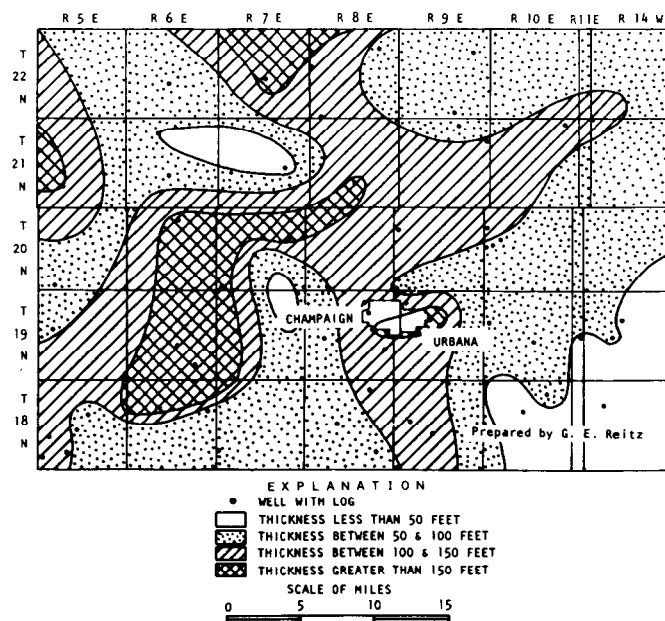 R 5 E R 6 E R 7 E R 8 E R 9 E R 10 E R11E R 14 W
T 22 N
T 21 N
T 20 N
T 19 N
T 18 N
CHAMPAIGN
URBANA
Prepared by G. E. Reitz
EXPLANATION
WELL WITH LOG
THICKNESS LESS THAN 50 FEET
THICKNESS BETWEEN 50 & 100 FEET
THICKNESS BETWEEN 100 & 150 FEET
THICKNESS GREATER THAN 150 FEET
SCALE OF MILES
0 5 10 15